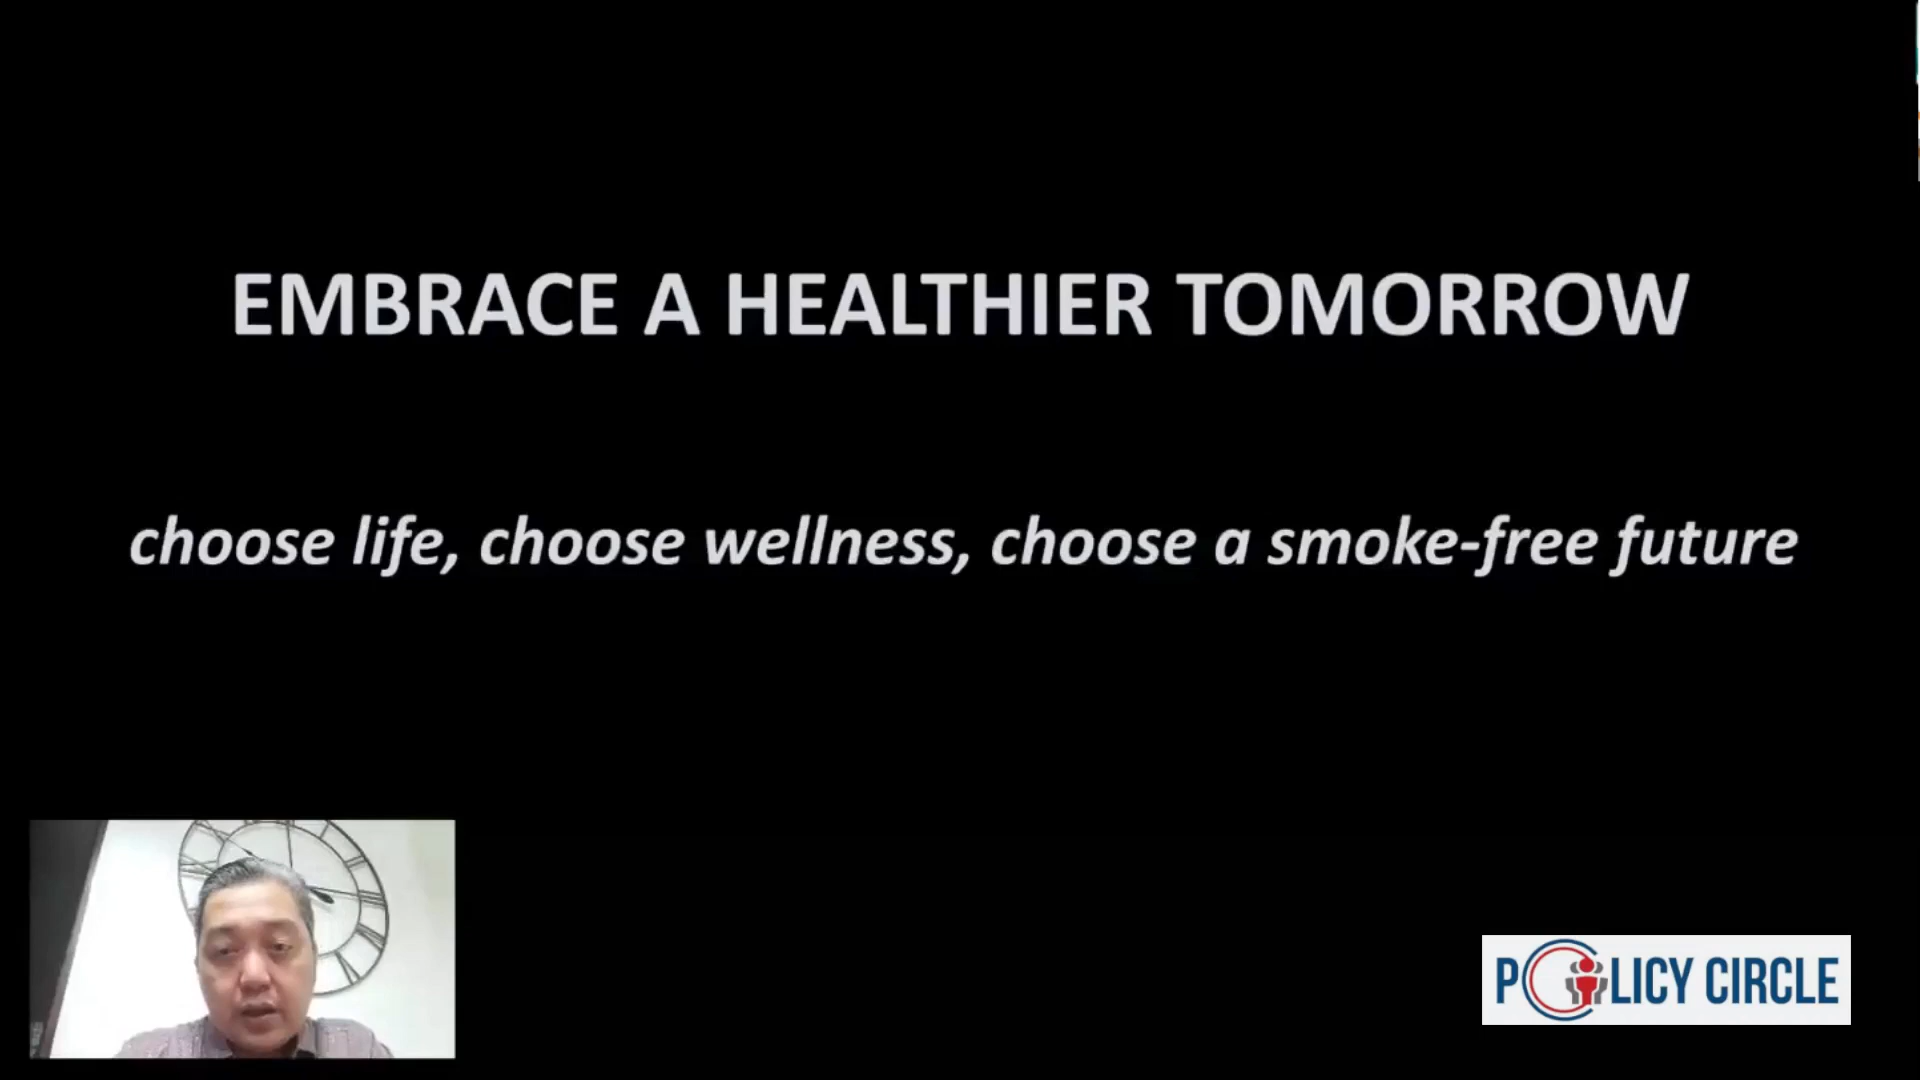 EMBRACE A HEALTHIER TOMORROW
choose life, choose wellness, choose a smoke-free future
POLICY CIRCLE